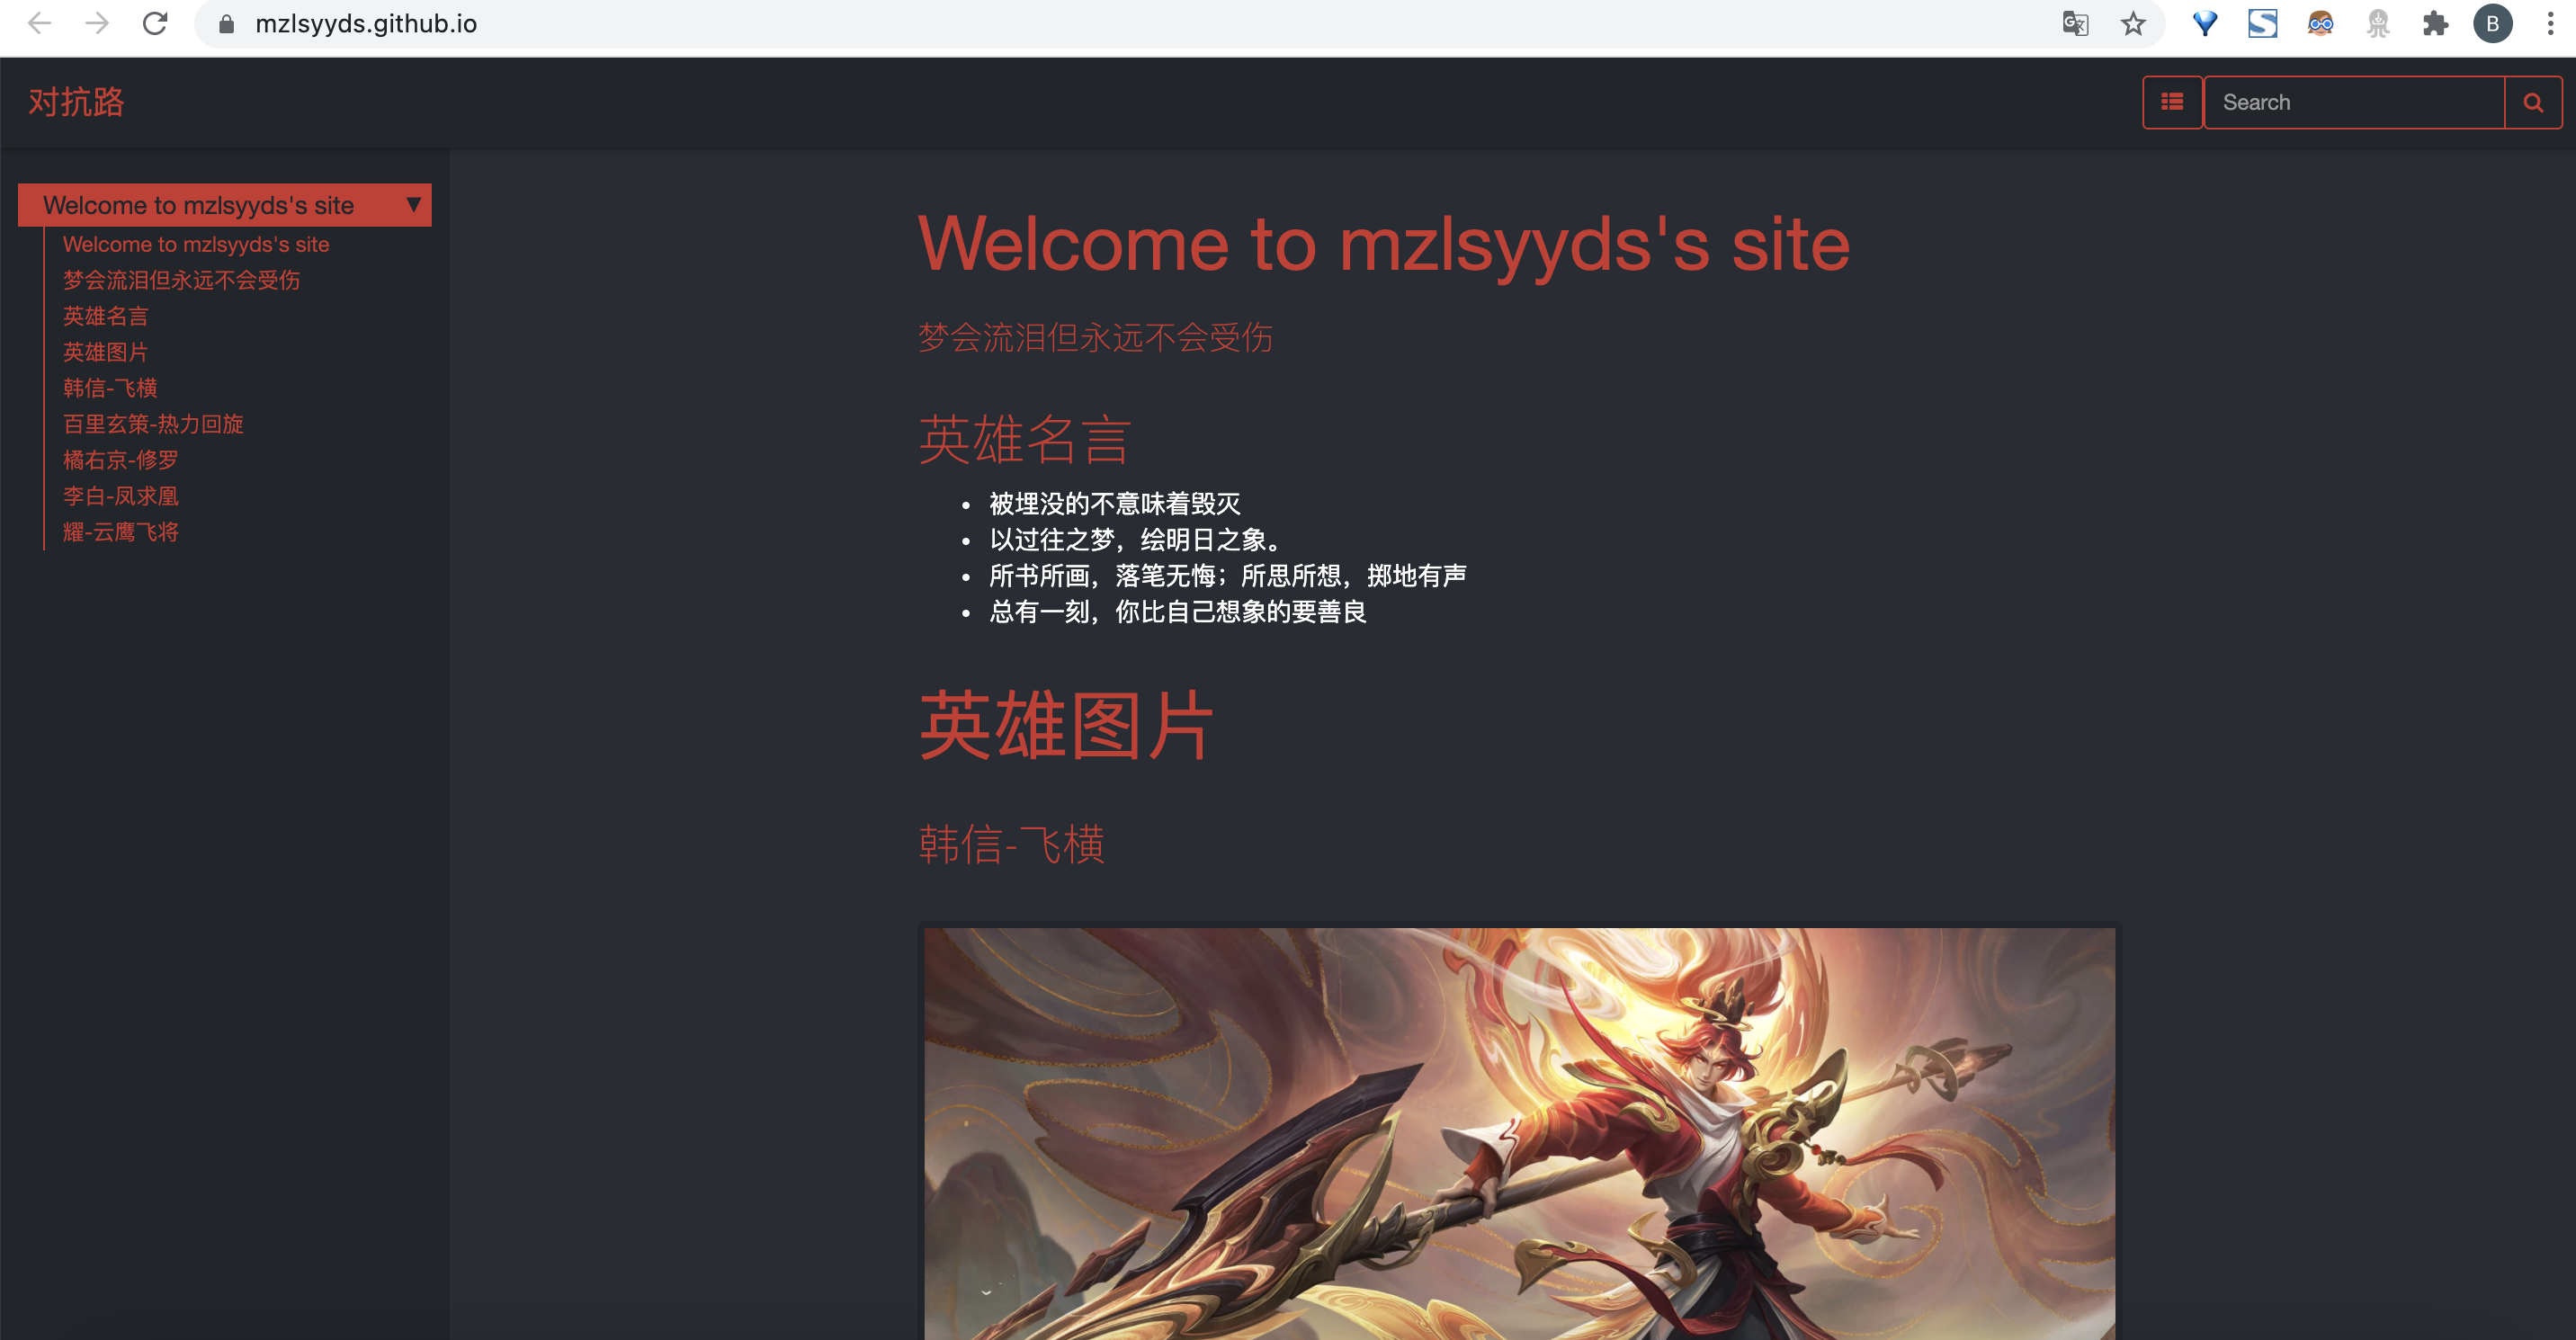 mzlsyyds.github.io
B
对抗路
Search
Welcome to mzlsyyds's site ▼
Welcome to mzlsyyds's site
梦会流泪但永远不会受伤
英雄名言
英雄图片
韩信-飞横
百里玄策-热力回旋
橘右京-修罗
李白-凤求凰
耀-云鹰飞将
Welcome to mzlsyyds's site
梦会流泪但永远不会受伤
英雄名言
• 被埋没的不意味着毁灭
• 以过往之梦，绘明日之象。
• 所书所画，落笔无悔；所思所想，掷地有声
• 总有一刻，你比自己想象的要善良
英雄图片
韩信-飞横